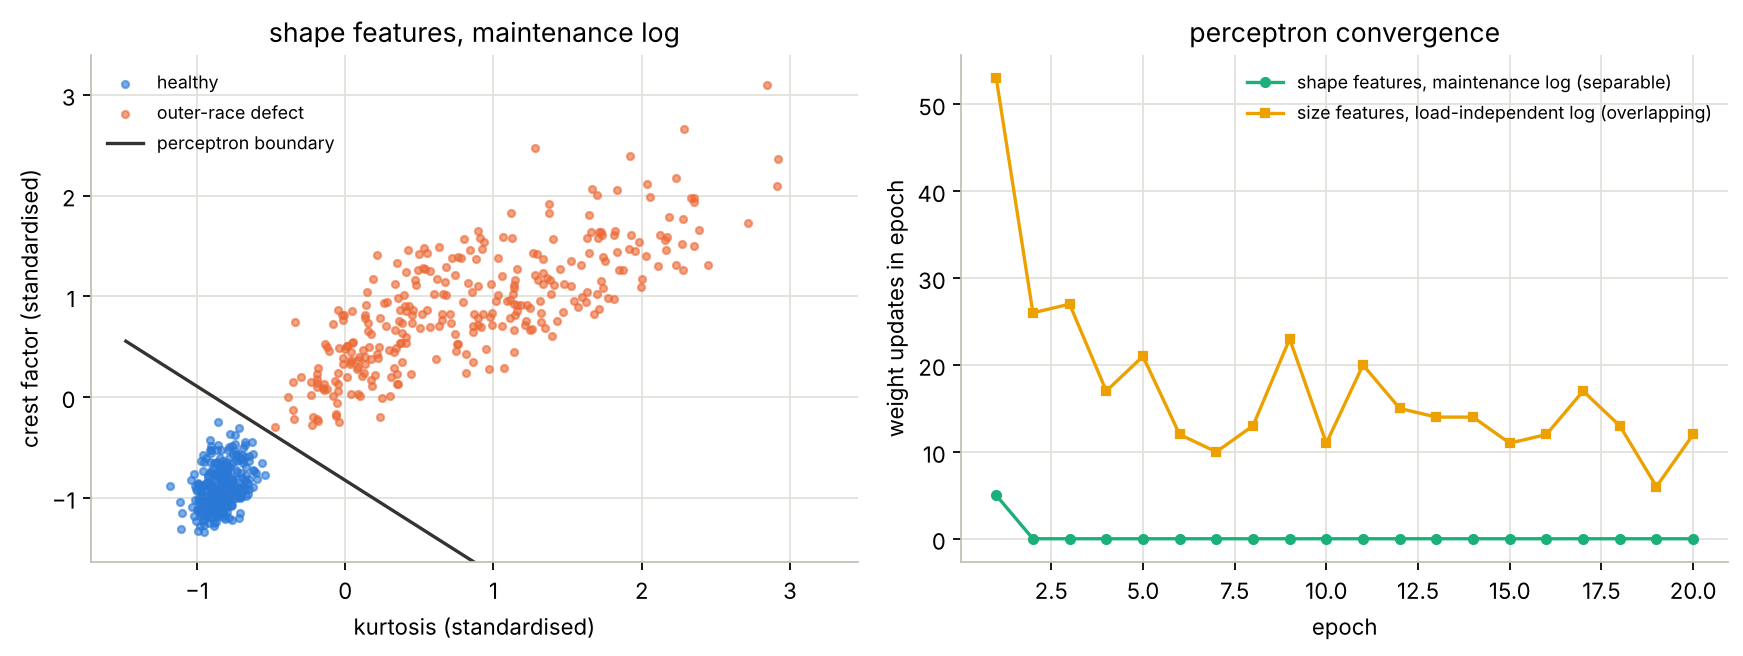 shape features, maintenance log
healthy
outer-race defect
perceptron boundary
crest factor (standardised)
3
2
1
0
−1
−1
0
1
2
3
kurtosis (standardised)
perceptron convergence
shape features, maintenance log (separable)
size features, load-independent log (overlapping)
weight updates in epoch
50
40
30
20
10
0
2.5
5.0
7.5
10.0
12.5
15.0
17.5
20.0
epoch